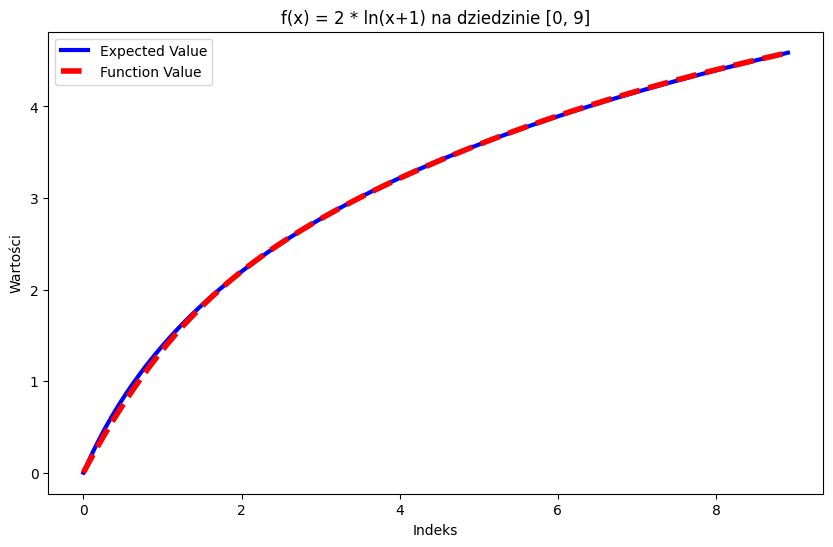 f(x) = 2 * ln(x+1) na dziedzinie [0, 9]
Expected Value
Function Value
Wartości
4
3
2
1
0
0 2 4 6 8
Indeks